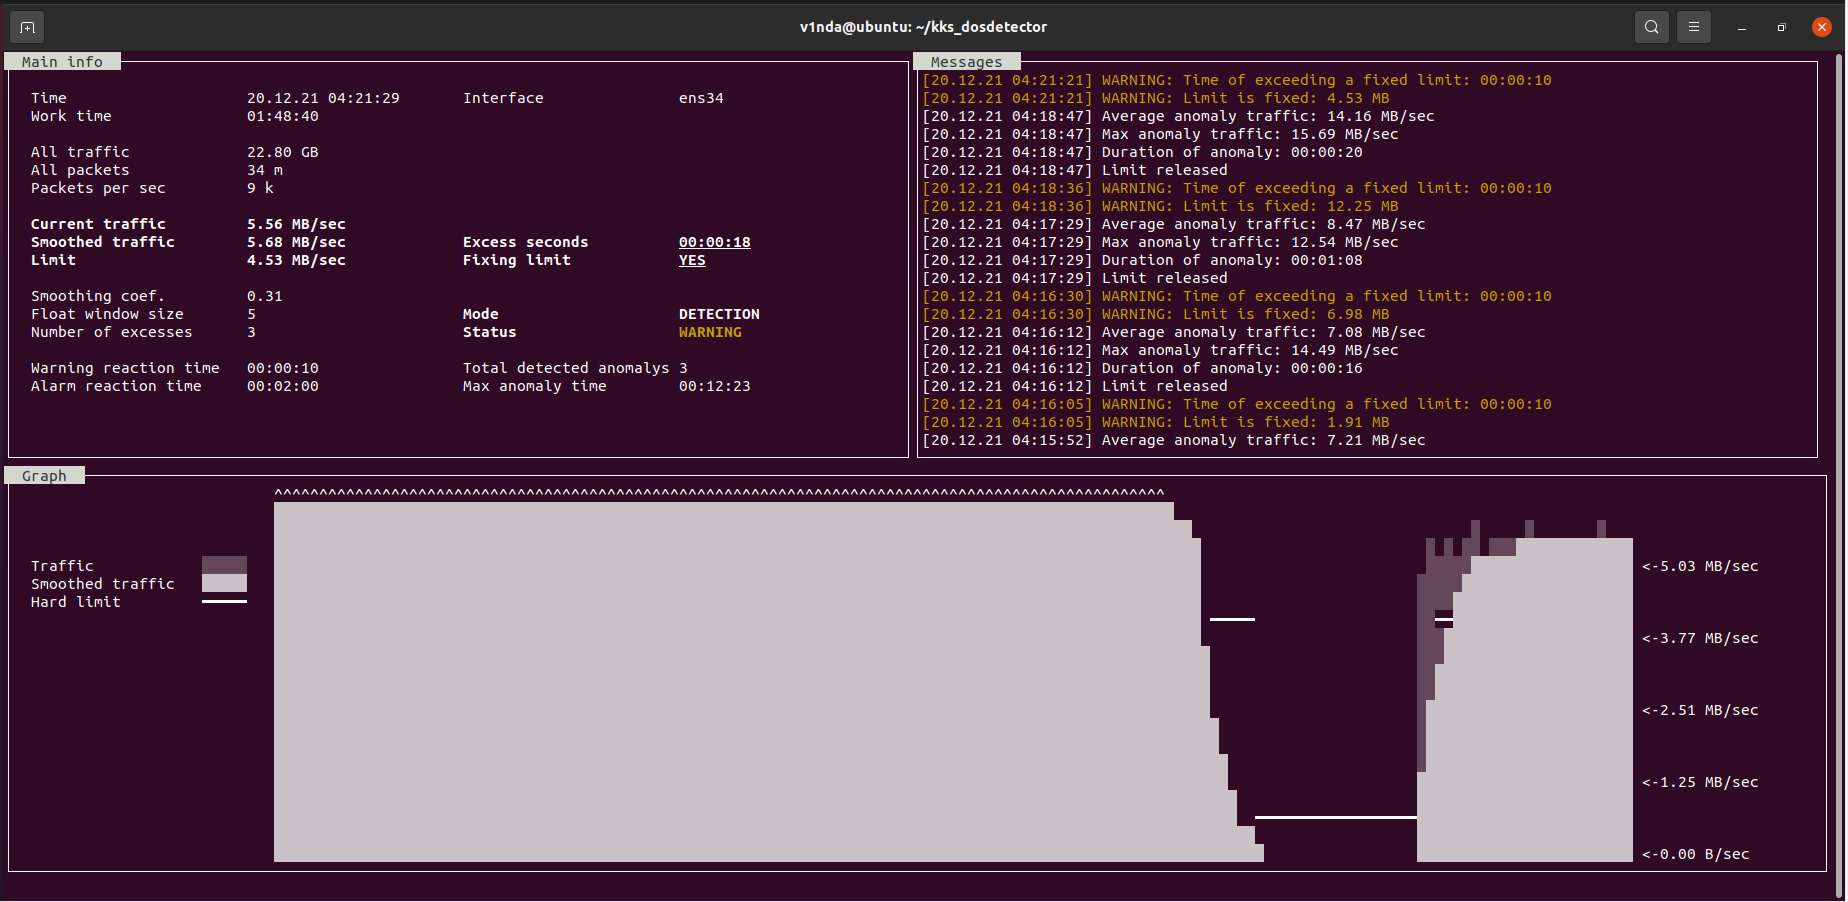 v1nda@ubuntu: ~/kks_dosdetector
Main info
Time 20.12.21 04:21:29 Interface ens34
Work time 01:48:40
All traffic 22.80 GB
All packets 34 m
Packets per sec 9 k
Current traffic 5.56 MB/sec
Smoothed traffic 5.68 MB/sec Excess seconds 00:00:18
Limit 4.53 MB/sec Fixing limit YES
Smoothing coef. 0.31
Float window size 5 Mode DETECTION
Number of excesses 3 Status WARNING
Warning reaction time 00:00:10 Total detected anomalys 3
Alarm reaction time 00:02:00 Max anomaly time 00:12:23
Messages
[20.12.21 04:21:21] WARNING: Time of exceeding a fixed limit: 00:00:10
[20.12.21 04:21:21] WARNING: Limit is fixed: 4.53 MB
[20.12.21 04:18:47] Average anomaly traffic: 14.16 MB/sec
[20.12.21 04:18:47] Max anomaly traffic: 15.69 MB/sec
[20.12.21 04:18:47] Duration of anomaly: 00:00:20
[20.12.21 04:18:47] Limit released
[20.12.21 04:18:36] WARNING: Time of exceeding a fixed limit: 00:00:10
[20.12.21 04:18:36] WARNING: Limit is fixed: 12.25 MB
[20.12.21 04:17:29] Average anomaly traffic: 8.47 MB/sec
[20.12.21 04:17:29] Max anomaly traffic: 12.54 MB/sec
[20.12.21 04:17:29] Duration of anomaly: 00:01:08
[20.12.21 04:17:29] Limit released
[20.12.21 04:16:30] WARNING: Time of exceeding a fixed limit: 00:00:10
[20.12.21 04:16:30] WARNING: Limit is fixed: 6.98 MB
[20.12.21 04:16:12] Average anomaly traffic: 7.08 MB/sec
[20.12.21 04:16:12] Max anomaly traffic: 14.49 MB/sec
[20.12.21 04:16:12] Duration of anomaly: 00:00:16
[20.12.21 04:16:12] Limit released
[20.12.21 04:16:05] WARNING: Time of exceeding a fixed limit: 00:00:10
[20.12.21 04:16:05] WARNING: Limit is fixed: 1.91 MB
[20.12.21 04:15:52] Average anomaly traffic: 7.21 MB/sec
Graph
^^^^^^^^^^^^^^^^^^^^^^^^^^^^^^^^^^^^^^^^^^^^^^^^^^^^^^^^^^^^^^^^^^^^^^^^^^^^^^^^^^^^^^^^^^^^^^^^^^^
Traffic
Smoothed traffic
Hard limit
<-5.03 MB/sec
<-3.77 MB/sec
<-2.51 MB/sec
<-1.25 MB/sec
<-0.00 B/sec